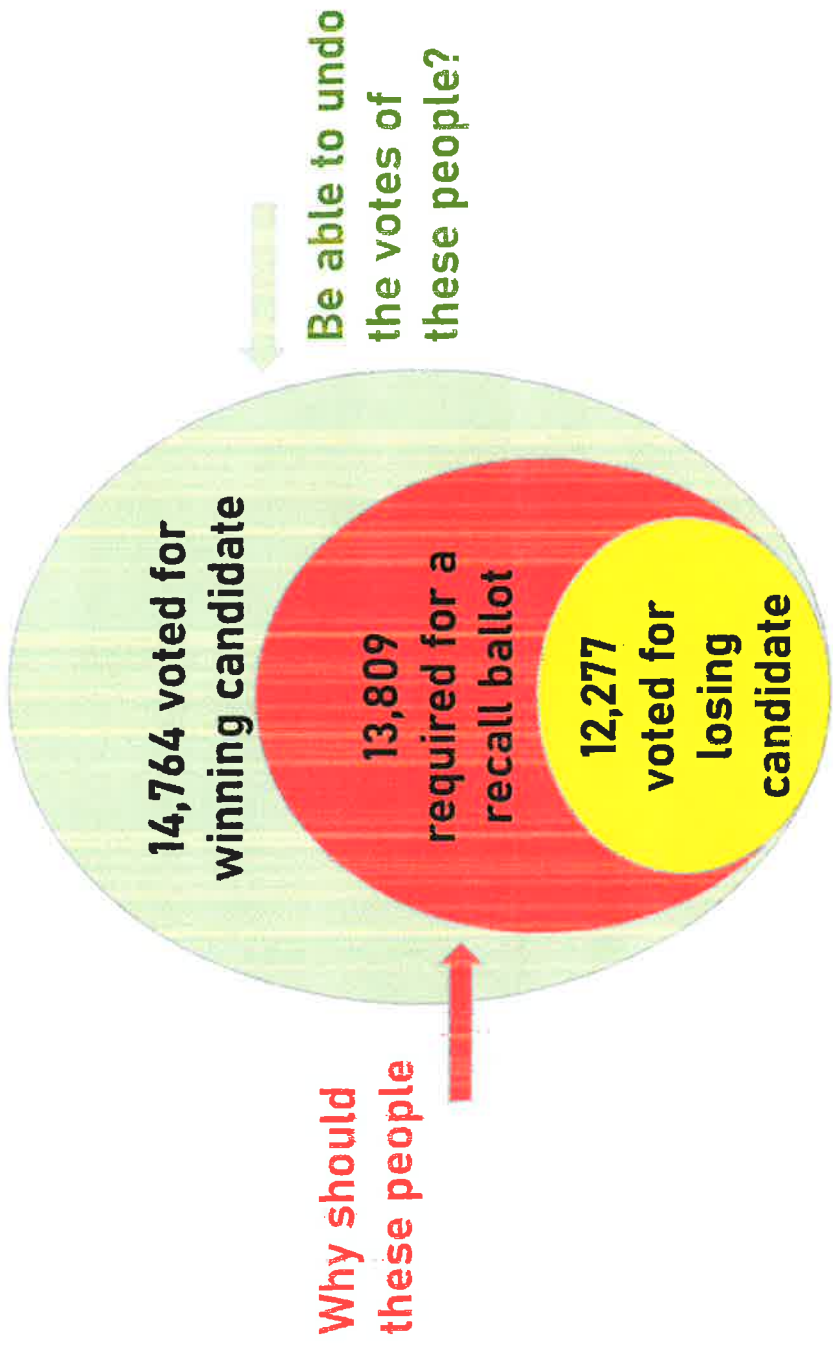 Why should
these people
14,764 voted for
winning candidate
13,809
required for a
recall ballot
12,277
voted for
losing
candidate
Be able to undo
the votes of
these people?